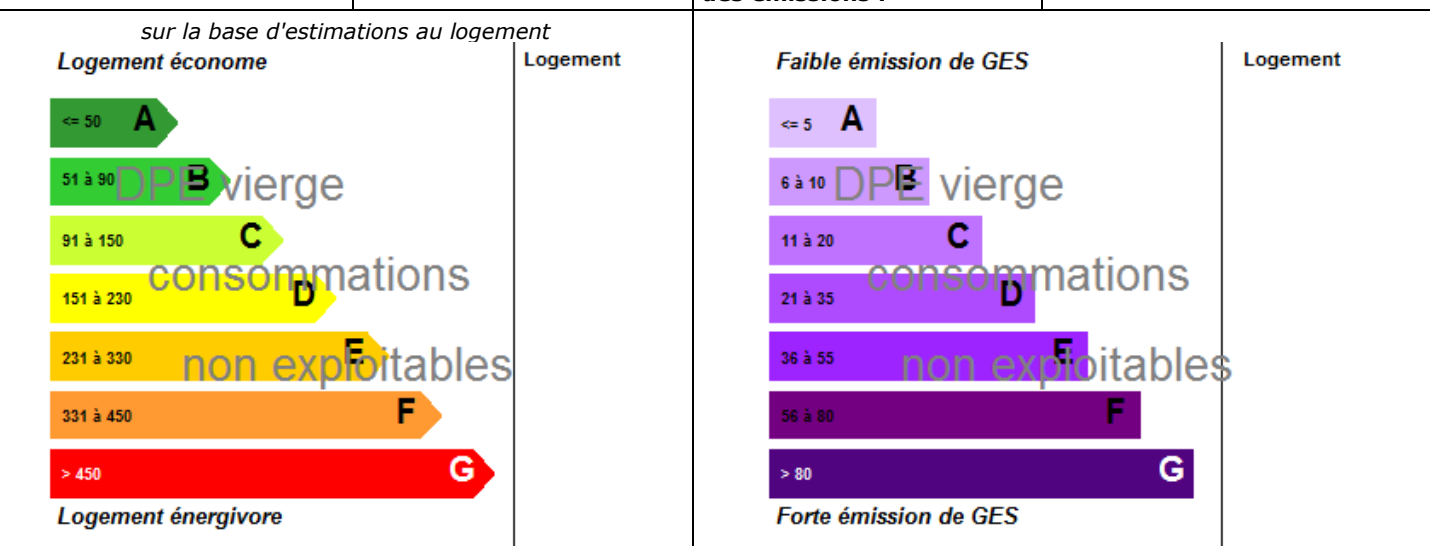 des émissions :
sur la base d'estimations au logement
Logement économe
Logement
<= 50 A
51 à 90 B
91 à 150 C
151 à 230 D
231 à 330 E
331 à 450 F
> 450 G
DPE vierge
consommations
non exploitables
Logement énergivore
Faible émission de GES
Logement
<= 5 A
6 à 10 B
11 à 20 C
21 à 35 D
36 à 55 E
56 à 80 F
> 80 G
DPE vierge
consommations
non exploitables
Forte émission de GES